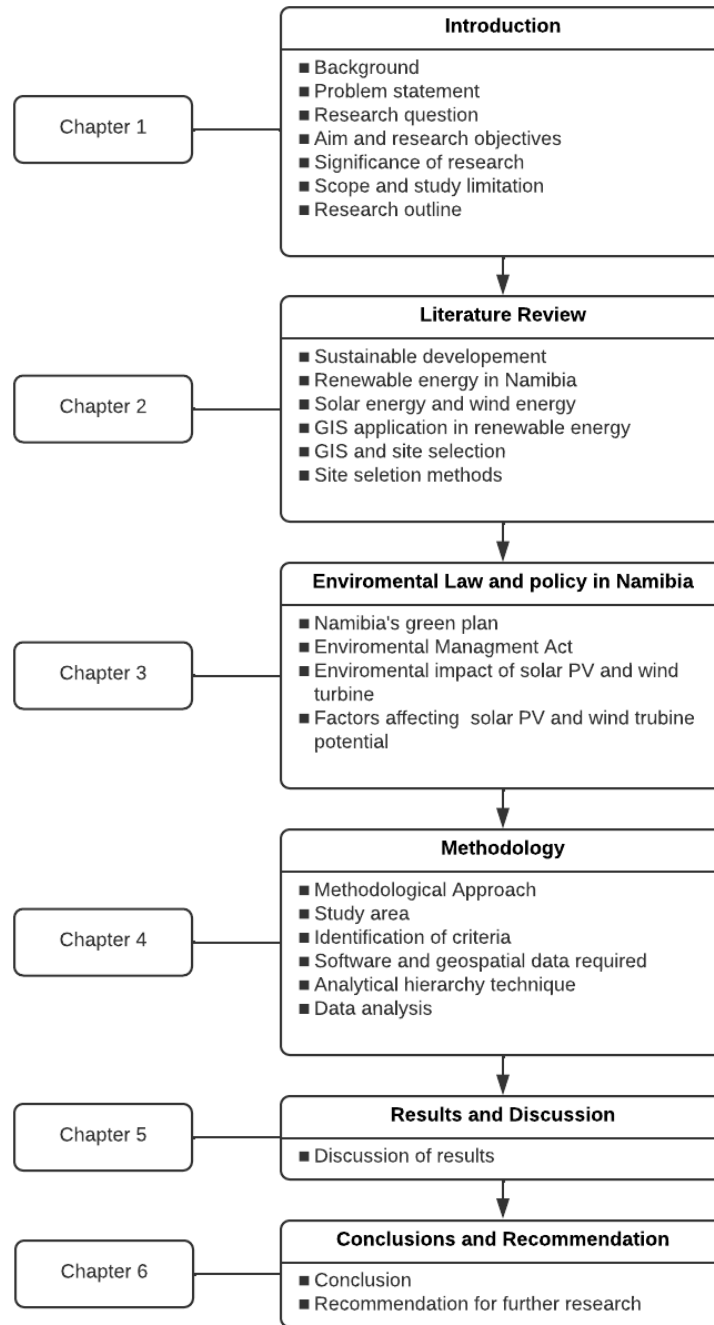 Chapter 1
Introduction
■ Background
■ Problem statement
■ Research question
■ Aim and research objectives
■ Significance of research
■ Scope and study limitation
■ Research outline
Chapter 2
Literature Review
■ Sustainable developement
■ Renewable energy in Namibia
■ Solar energy and wind energy
■ GIS application in renewable energy
■ GIS and site selection
■ Site seletion methods
Chapter 3
Enviromental Law and policy in Namibia
■ Namibia's green plan
■ Enviromental Managment Act
■ Enviromental impact of solar PV and wind
turbine
■ Factors affecting solar PV and wind trubine
potential
Chapter 4
Methodology
■ Methodological Approach
■ Study area
■ Identification of criteria
■ Software and geospatial data required
■ Analytical hierarchy technique
■ Data analysis
Chapter 5
Results and Discussion
■ Discussion of results
Chapter 6
Conclusions and Recommendation
■ Conclusion
■ Recommendation for further research